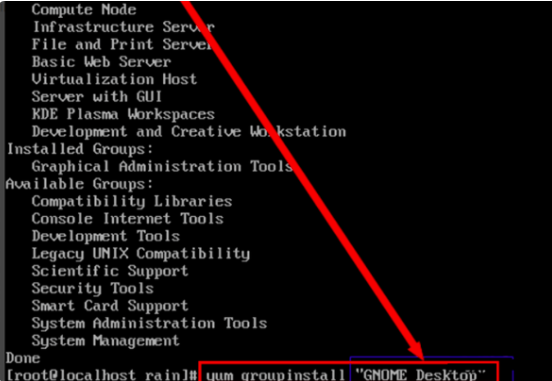 Compute Node
Infrastructure Server
File and Print Server
Basic Web Server
Virtualization Host
Server with GUI
KDE Plasma Workspaces
Development and Creative Workstation
Installed Groups:
Graphical Administration Tools
Available Groups:
Compatibility Libraries
Console Internet Tools
Development Tools
Legacy UNIX Compatibility
Scientific Support
Security Tools
Smart Card Support
System Administration Tools
System Management
Done
[root@localhost rain]# yum groupinstall "GNOME Desktop"